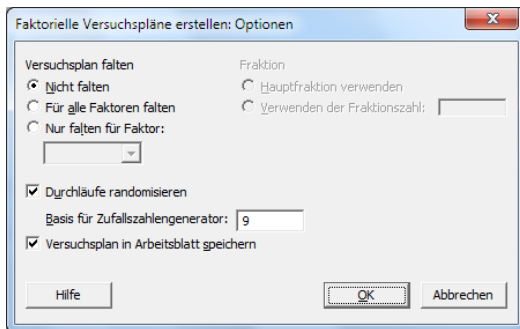 Faktorielle Versuchspläne erstellen: Optionen
Versuchsplan falten
Nicht falten
Für alle Faktoren falten
Nur falten für Faktor:
Fraktion
Hauptfraktion verwenden
Verwenden der Fraktionszahl:
Durchläufe randomisieren
Basis für Zufallszahlengenerator: 9
Versuchsplan in Arbeitsblatt speichern
Hilfe OK Abbrechen